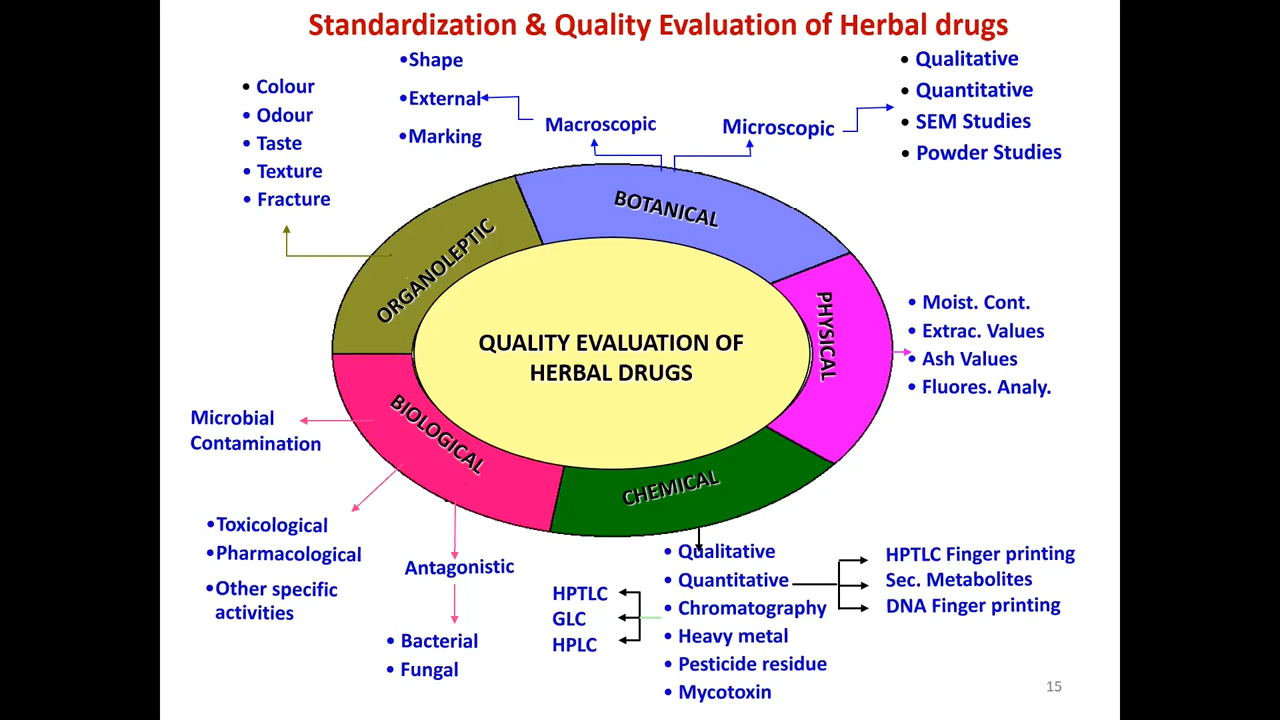 Standardization & Quality Evaluation of Herbal drugs
• Colour
• Odour
• Taste
• Texture
• Fracture
•Shape
•External
•Marking
Macroscopic
Microscopic
• Qualitative
• Quantitative
• SEM Studies
• Powder Studies
ORGANOLEPTIC
BOTANICAL
PHYSICAL
• Moist. Cont.
• Extrac. Values
• Ash Values
• Fluores. Analy.
QUALITY EVALUATION OF
HERBAL DRUGS
BIOLOGICAL
CHEMICAL
Microbial
Contamination
•Toxicological
•Pharmacological
•Other specific
activities
Antagonistic
• Bacterial
• Fungal
• Qualitative
• Quantitative
• Chromatography
• Heavy metal
• Pesticide residue
• Mycotoxin
HPTLC
GLC
HPLC
HPTLC Finger printing
Sec. Metabolites
DNA Finger printing
15